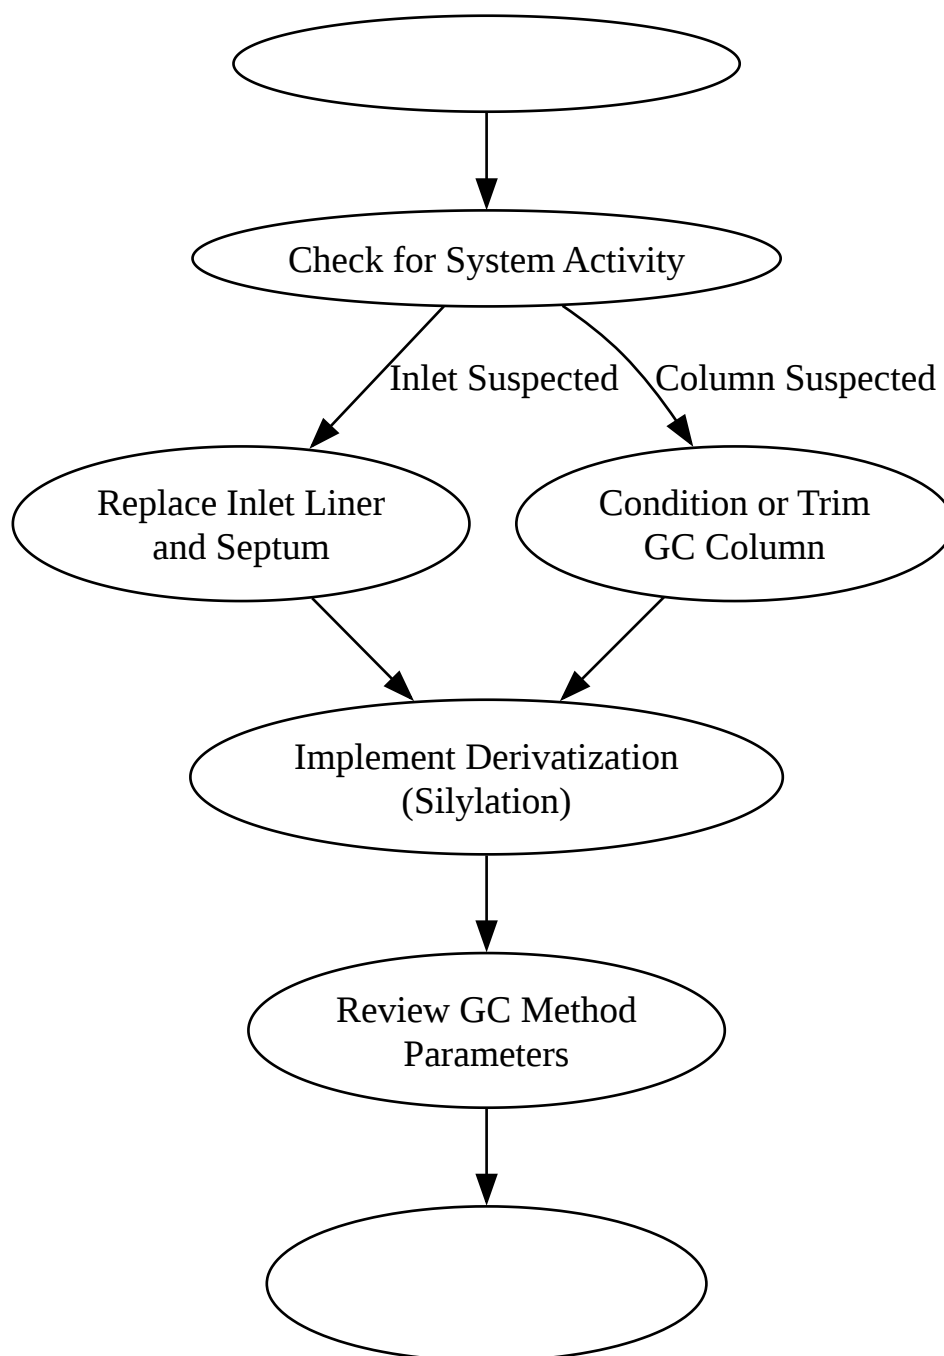 Check for System Activity
Inlet Suspected
Column Suspected
Replace Inlet Liner
and Septum
Condition or Trim
GC Column
Implement Derivatization
(Silylation)
Review GC Method
Parameters